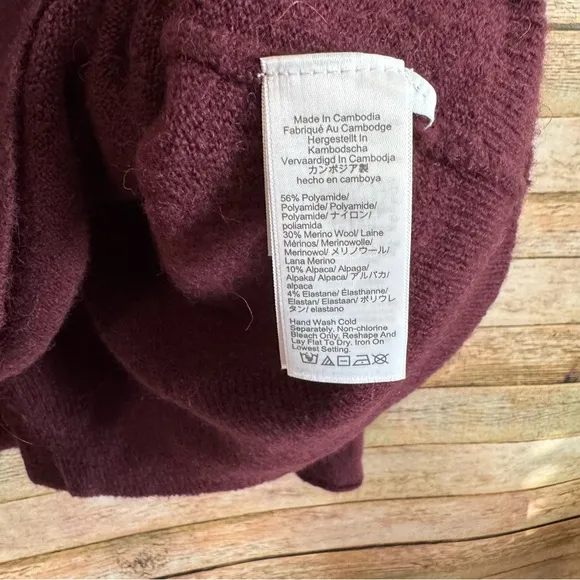 Made In Cambodia
Fabriqué Au Cambodge
Hergestellt In
Kambodscha
Vervaardigd In Cambodja
カンボジア製
hecho en camboya
56% Polyamide/
Polyamide/ Polyamid/
Polyamide/ ナイロン/
poliamida
30% Merino Wool/ Laine
Mérinos/ Merinowolle/
Merinowol/ メリノウール/
Lana Merino
10% Alpaca/ Alpaga/
Alpaka/ Alpaca/ アルパカ/
alpaca
4% Elastane/ Élasthanne/
Elastan/ Elastaan/ ポリウレ
タン/ elastano
Hand Wash Cold
Separately. Non-chlorine
Bleach Only, Reshape And
Lay Flat To Dry. Iron On
Lowest Setting.